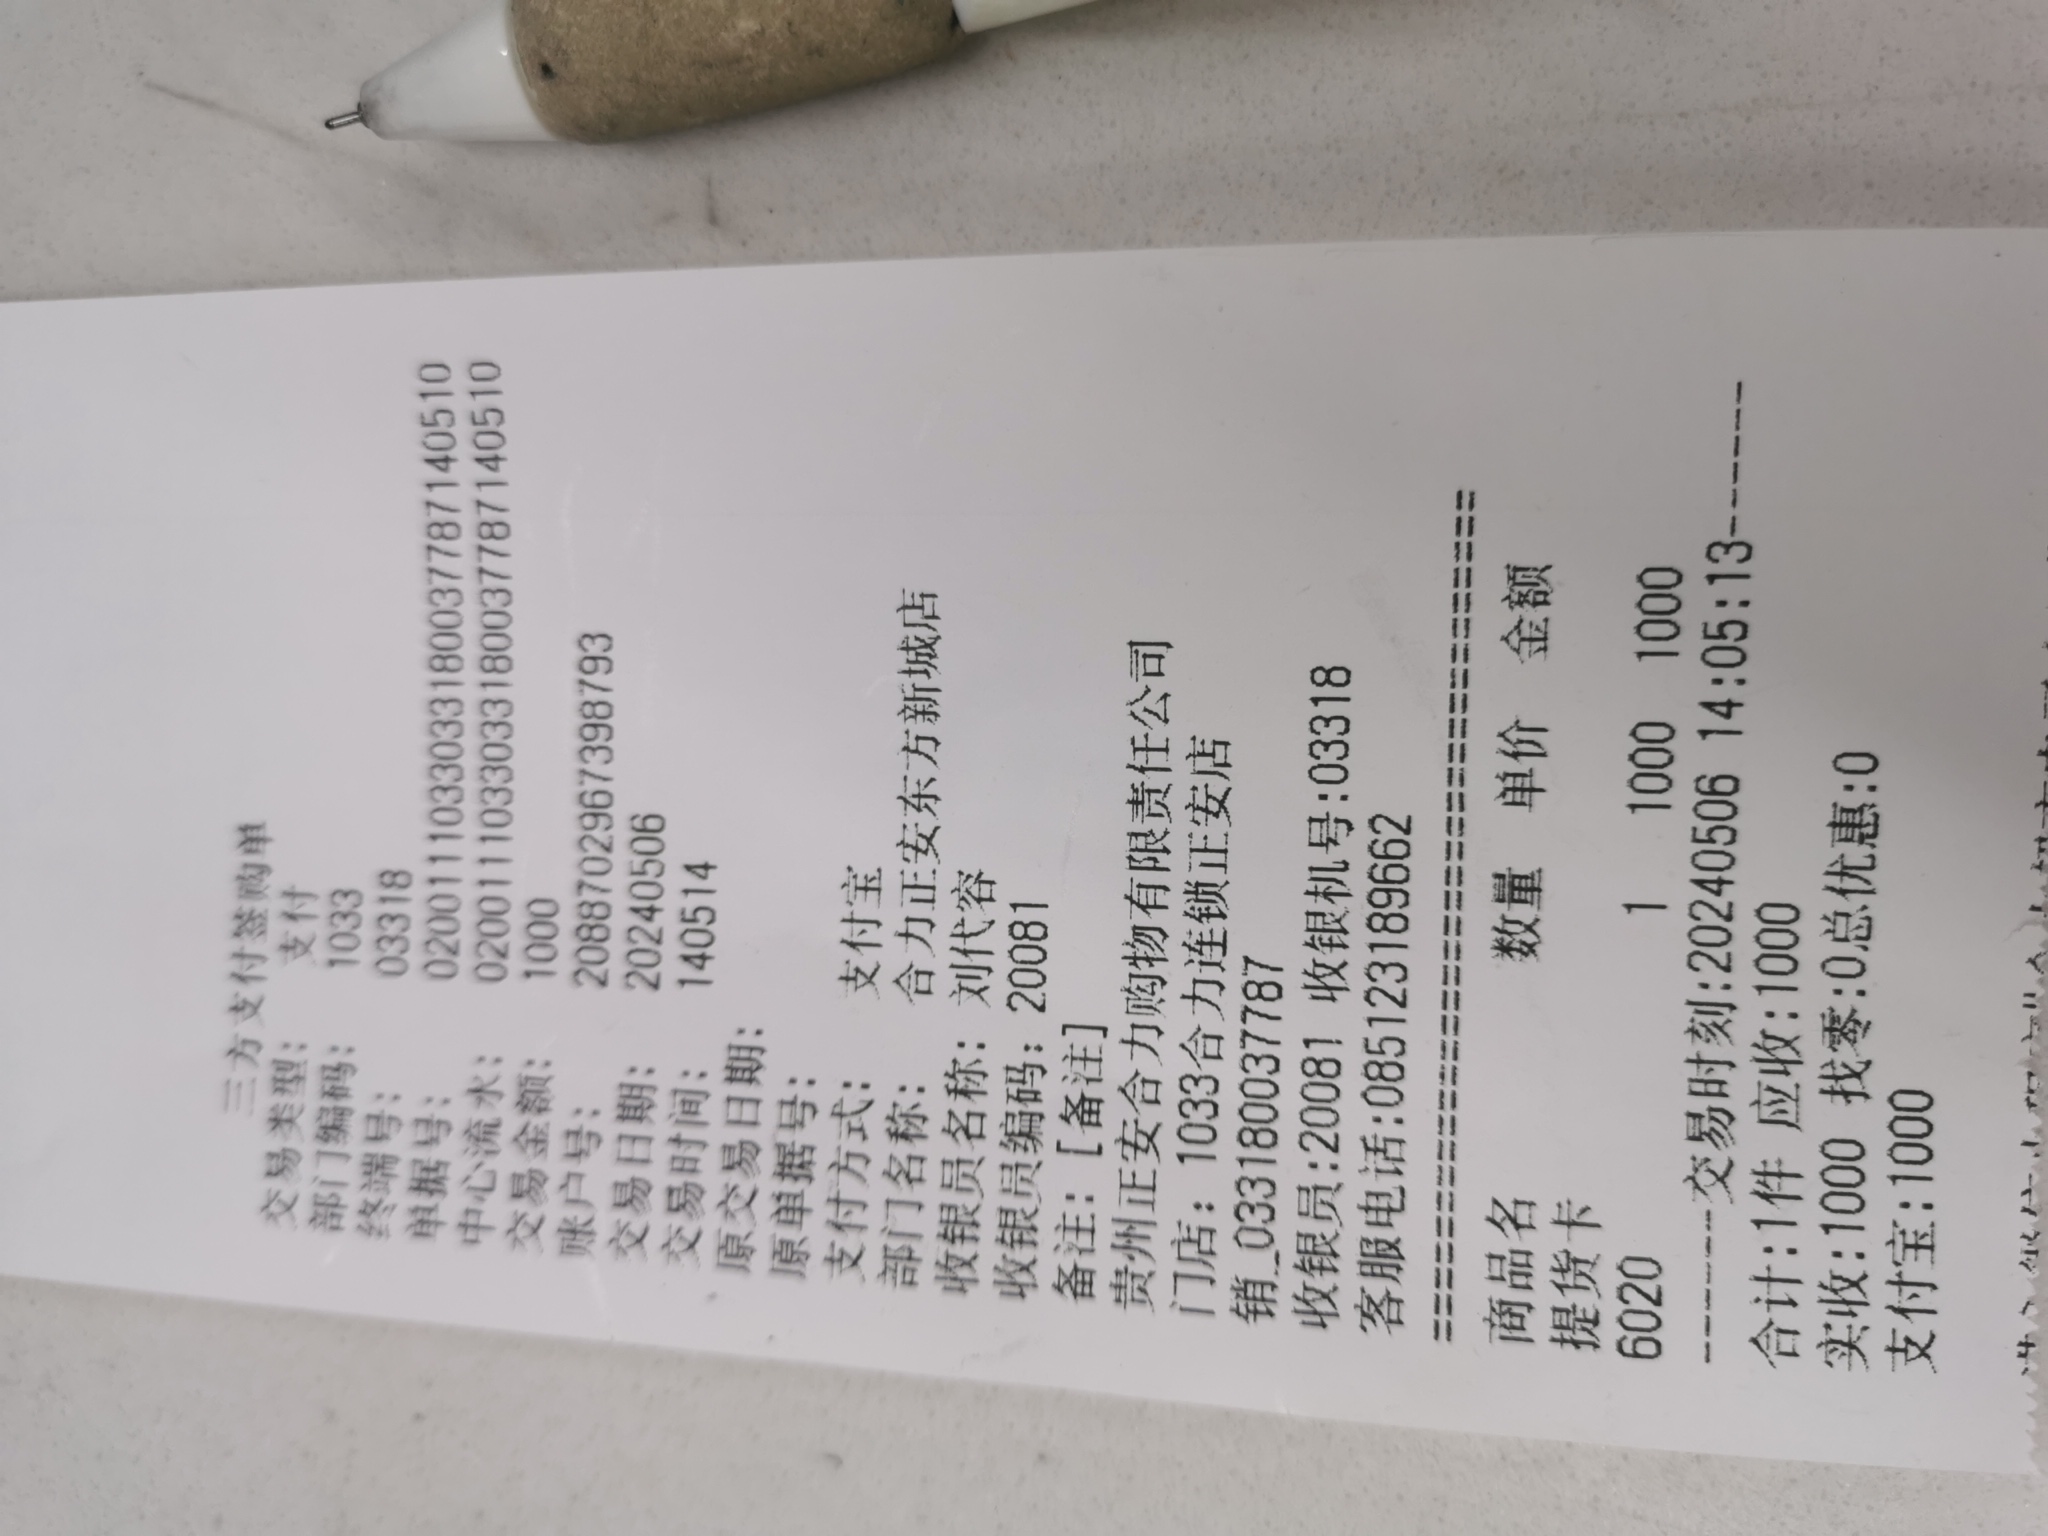 三方支付签购单
交易类型: 支付
部门编码: 1033
终端号: 03318
单据号: 02001110330331800377871 40510
中心流水: 02001110330331800377871 40510
交易金额: 1000
账户号: 2088702967398793
交易日期: 20240506
交易时间: 140514
原交易日期:
原单据号:
支付方式: 支付宝
部门名称: 合力正安东方新城店
收银员名称: 刘代容
收银员编码: 20081
备注: [备注]
贵州正安合力购物有限责任公司
门店: 1033合力连锁正安店
销_03318003​7787
收银员:20081 收银机号:03318
客服电话:085123189662
==========================================
商品名 数量 单价 金额
提货卡
6020 1 1000 1000
-------交易时刻:20240506 14:05:13-------
合计:1件 应收:1000
实收:1000 找零:0总优惠:0
支付宝:1000